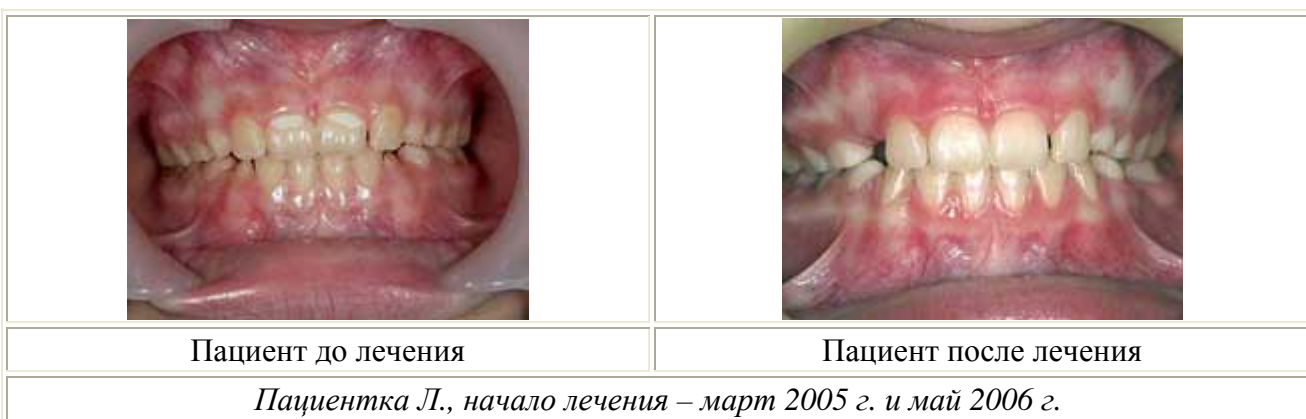 Пациент до лечения
Пациент после лечения
Пациентка Л., начало лечения – март 2005 г. и май 2006 г.